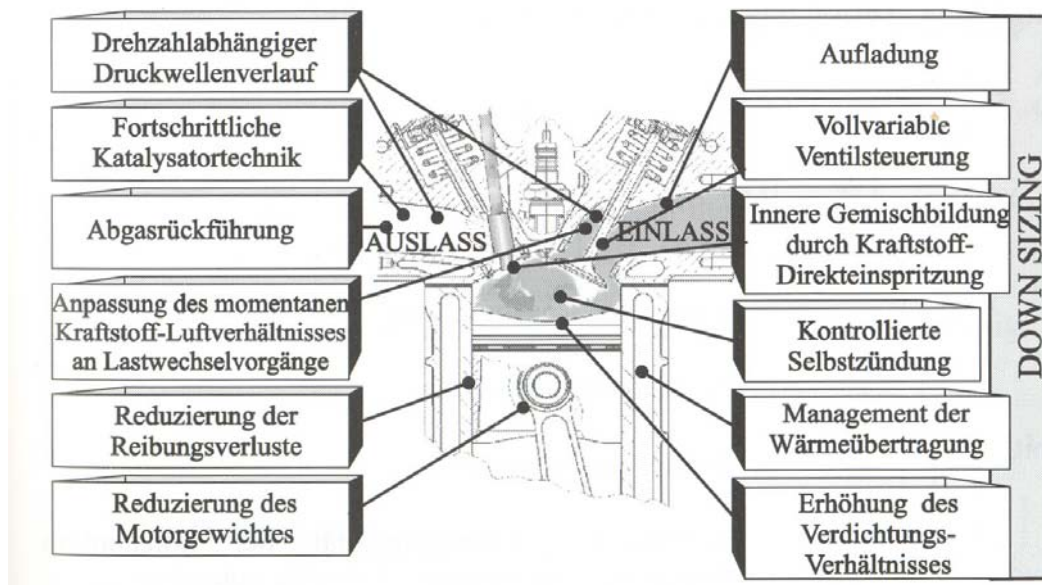 Drehzahlabhängiger
Druckwellenverlauf
Fortschrittliche
Katalysatortechnik
Abgasrückführung
Anpassung des momentanen
Kraftstoff-Luftverhältnisses
an Lastwechselvorgänge
Reduzierung der
Reibungsverluste
Reduzierung des
Motorgewichtes
AUSLASS
EINLASS
Aufladung
Vollvariable
Ventilsteuerung
Innere Gemischbildung
durch Kraftstoff-
Direkteinspritzung
Kontrollierte
Selbstzündung
Management der
Wärmeübertragung
Erhöhung des
Verdichtungs-
Verhältnisses
DOWN SIZING